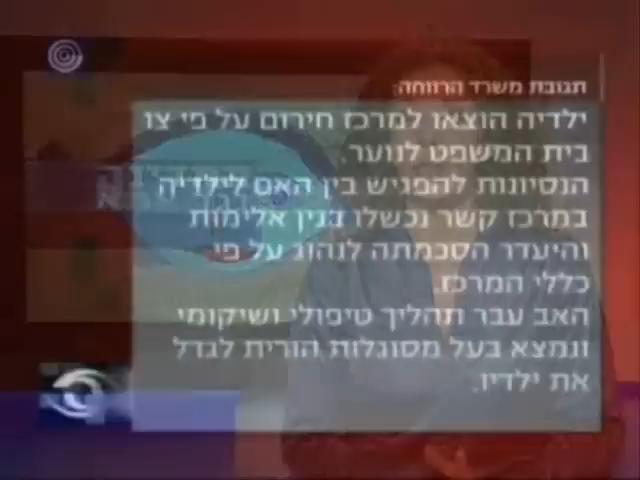 תגובת משרד הרווחה:
ילדיה הוצאו למרכז חירום על פי צו
בית המשפט לנוער.
הנסיונות להפגיש בין האם לילדיה
במרכז קשר נכשלו בגין אלימות
והיעדר הסכמתה לנהוג על פי
כללי המרכז.
האב עבר תהליך טיפולי ושיקומי
ונמצא בעל מסוגלות הורית לגדל
את ילדיו.